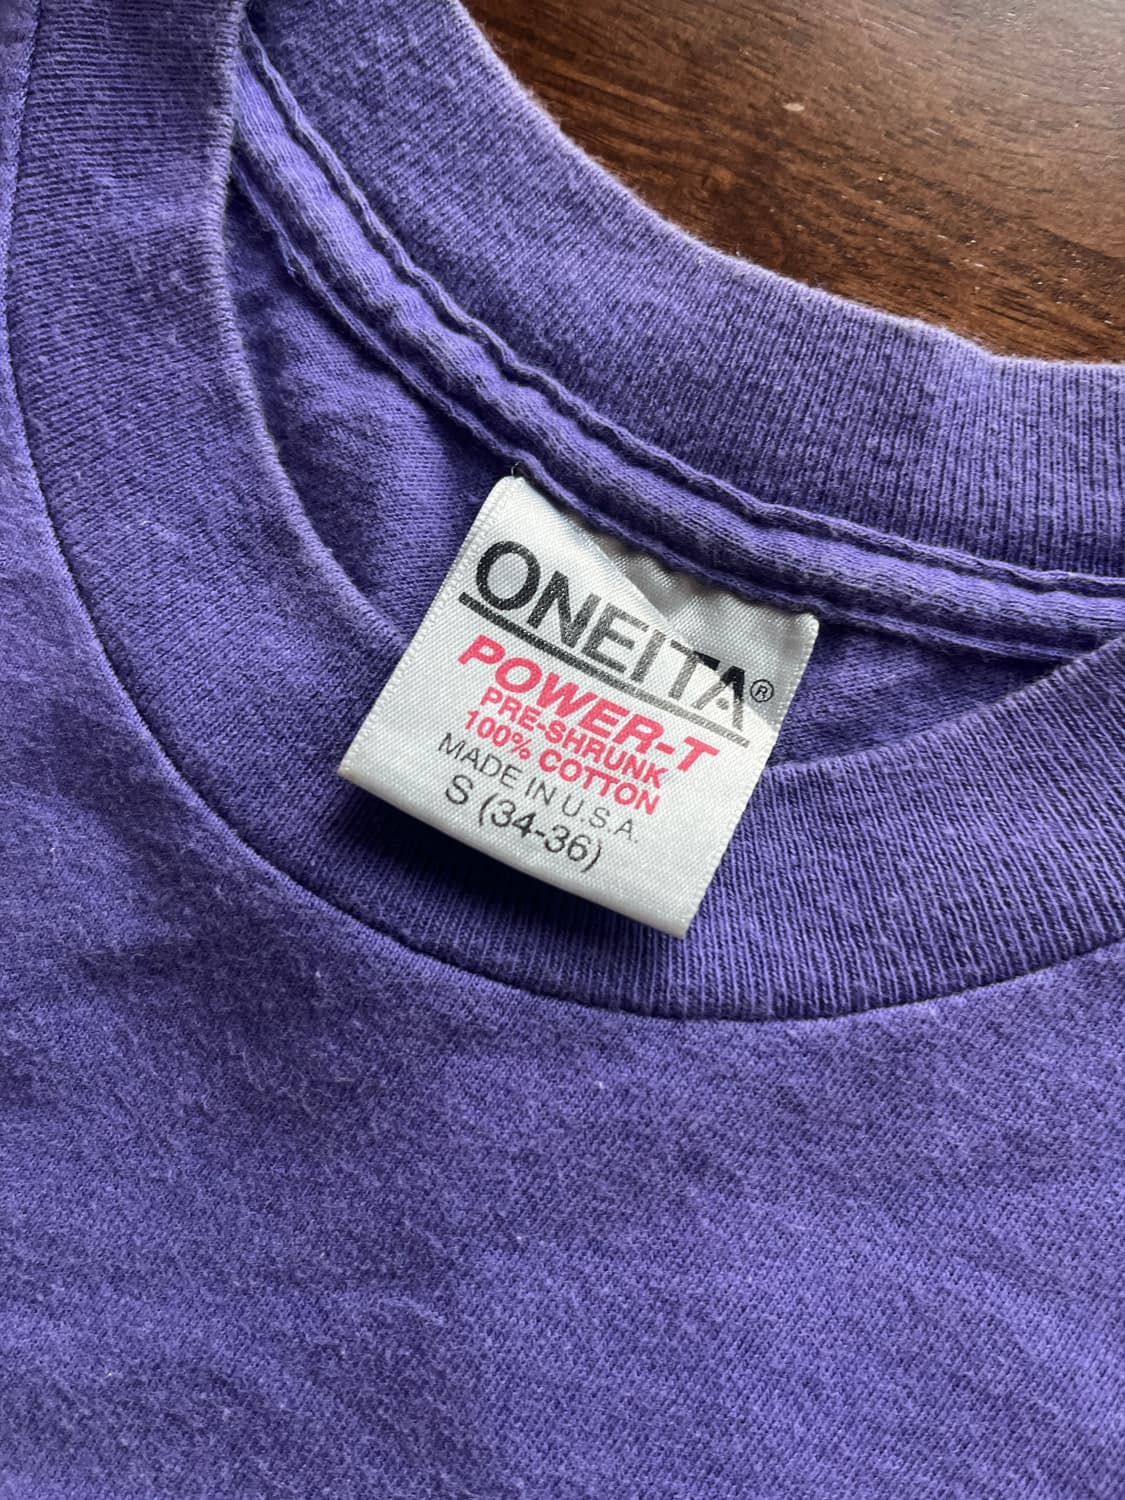 ONEITA®
POWER-T
PRE-SHRUNK
100% COTTON
MADE IN U.S.A.
S (34-36)